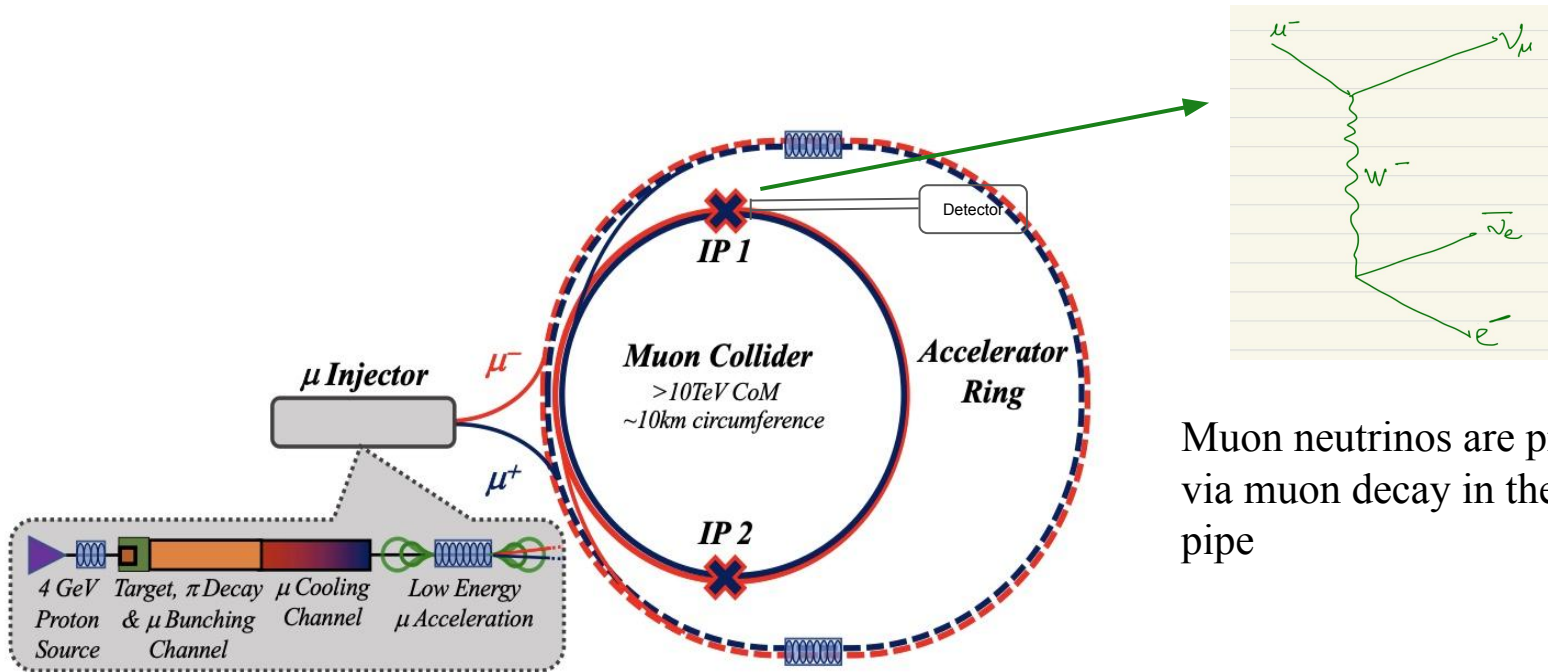 μ⁻
ν_μ
W⁻
ν̅_e
e⁻
Detector
IP 1
Muon Collider
>10TeV CoM
~10km circumference
Accelerator
Ring
μ Injector
μ⁻
μ⁺
IP 2
4 GeV
Proton
Source
Target, π Decay
& μ Bunching
Channel
μ Cooling
Channel
Low Energy
μ Acceleration
Muon neutrinos are
via muon decay in the
pipe